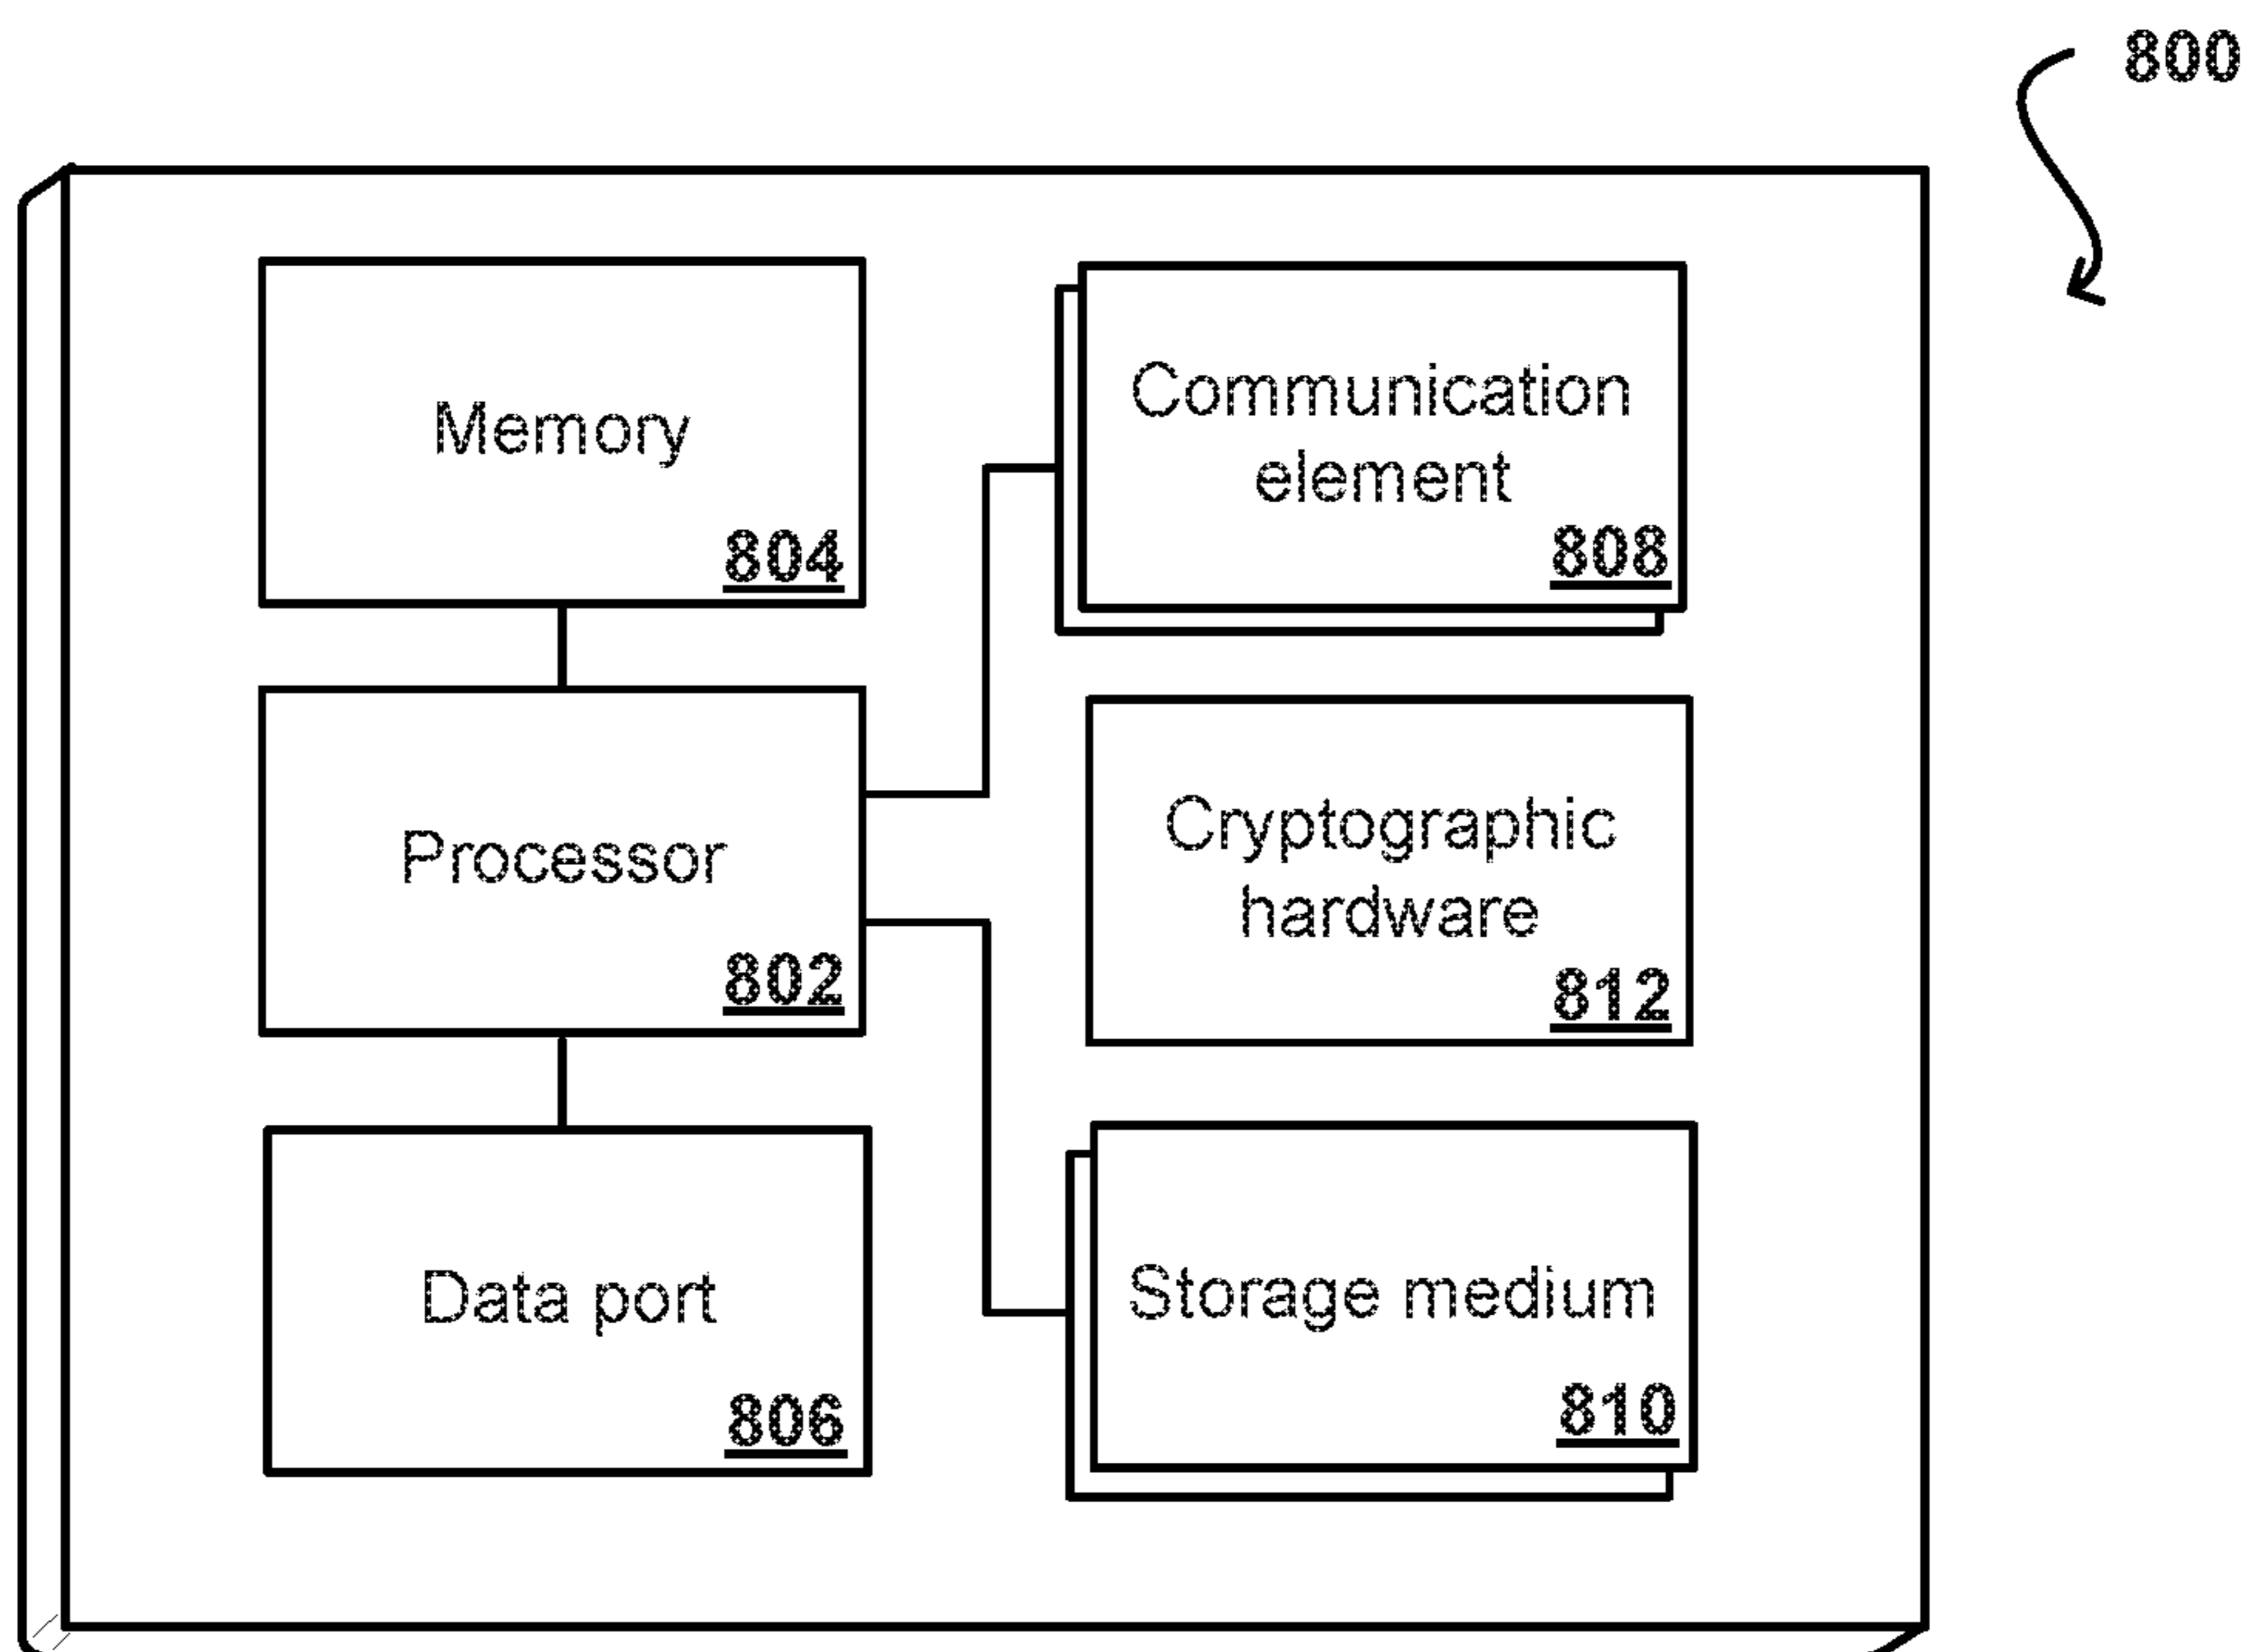 800
Memory
804
Communication
element
808
Processor
802
Cryptographic
hardware
812
Data port
806
Storage medium
810